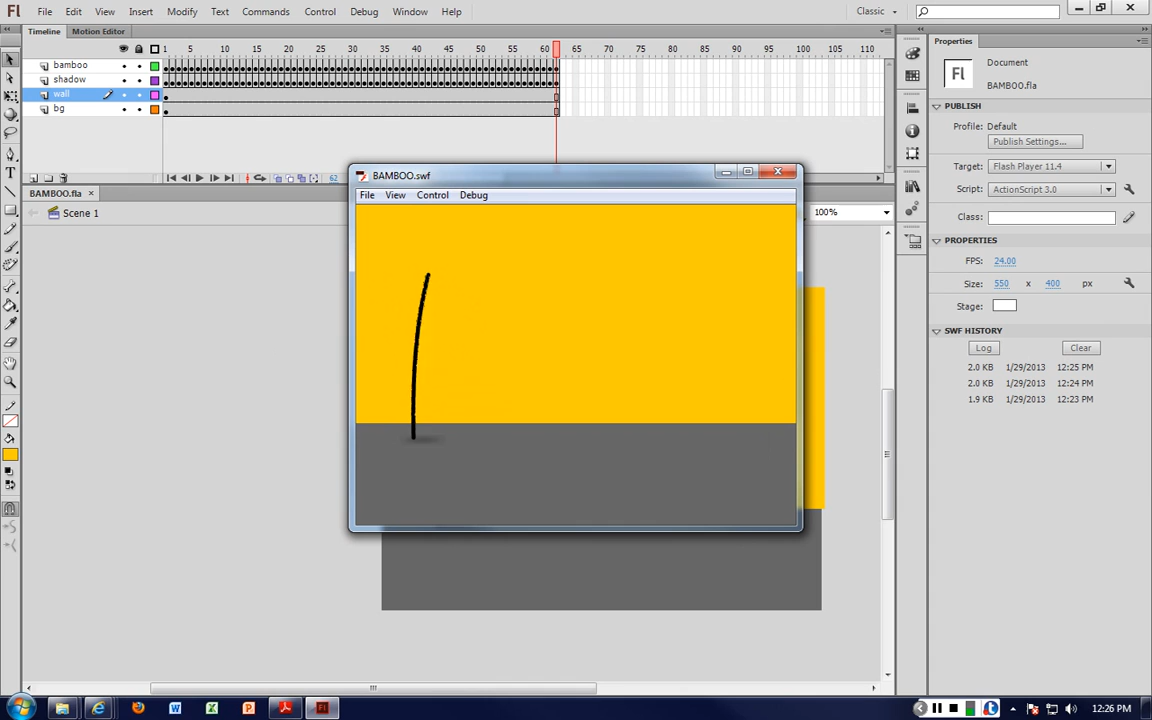 Fl File Edit View Insert Modify Text Commands Control Debug Window Help Classic
Timeline Motion Editor
1 5 10 15 20 25 30 35 40 45 50 55 60 65 70 75 80 85 90 95 100 105 110
bamboo
shadow
wall
bg
62
BAMBOO.fla
Scene 1
100%
BAMBOO.swf
File View Control Debug
Properties
Document
Fl BAMBOO.fla
PUBLISH
Profile: Default
Publish Settings...
Target: Flash Player 11.4
Script: ActionScript 3.0
Class:
PROPERTIES
FPS: 24.00
Size: 550 x 400 px
Stage:
SWF HISTORY
Log Clear
2.0 KB 1/29/2013 12:25 PM
2.0 KB 1/29/2013 12:24 PM
1.9 KB 1/29/2013 12:23 PM
12:26 PM